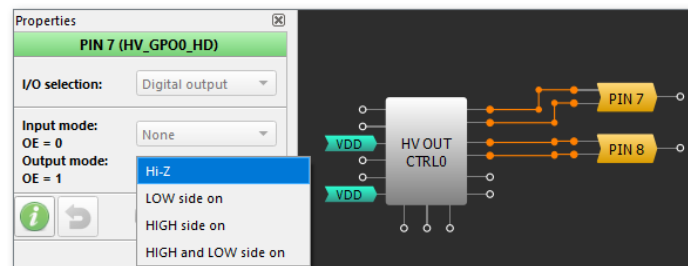 Properties
PIN 7 (HV_GPO0_HD)
I/O selection:
Digital output
Input mode:
OE = 0
None
Output mode:
OE = 1
Hi-Z
LOW side on
HIGH side on
HIGH and LOW side on
VDD
VDD
HV OUT
CTRL0
PIN 7
PIN 8